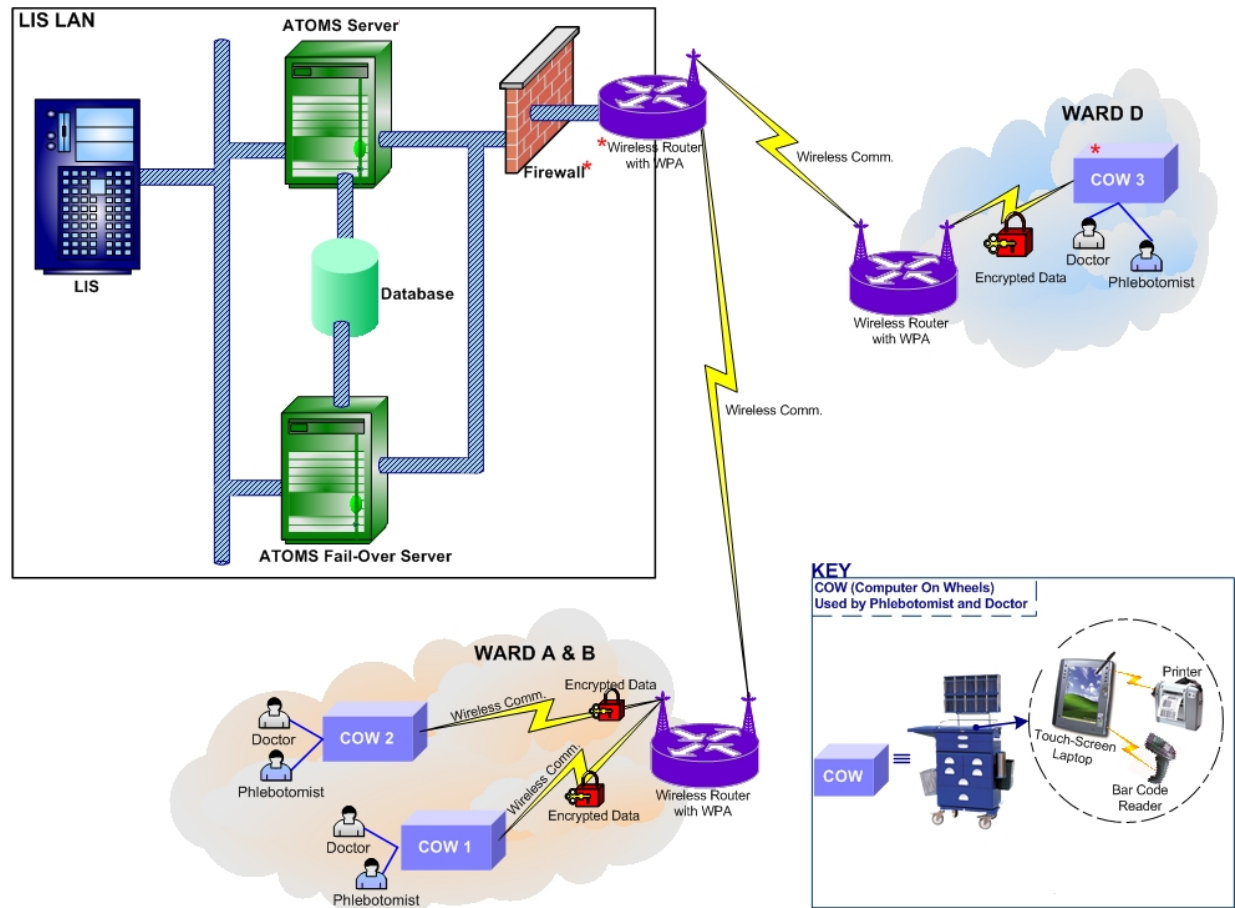 LIS LAN
ATOMS Server
LIS
Database
ATOMS Fail-Over Server
Firewall*
*Wireless Router
with WPA
Wireless Comm.
WARD D
*
COW 3
Doctor
Phlebotomist
Encrypted Data
Wireless Router
with WPA
Wireless Comm.
WARD A & B
Encrypted Data
Wireless Comm.
Doctor
COW 2
Phlebotomist
Wireless Comm.
Encrypted Data
Doctor
COW 1
Phlebotomist
Wireless Router
with WPA
KEY
COW (Computer On Wheels)
Used by Phlebotomist and Doctor
COW
≡
Printer
Touch-Screen
Laptop
Bar Code
Reader